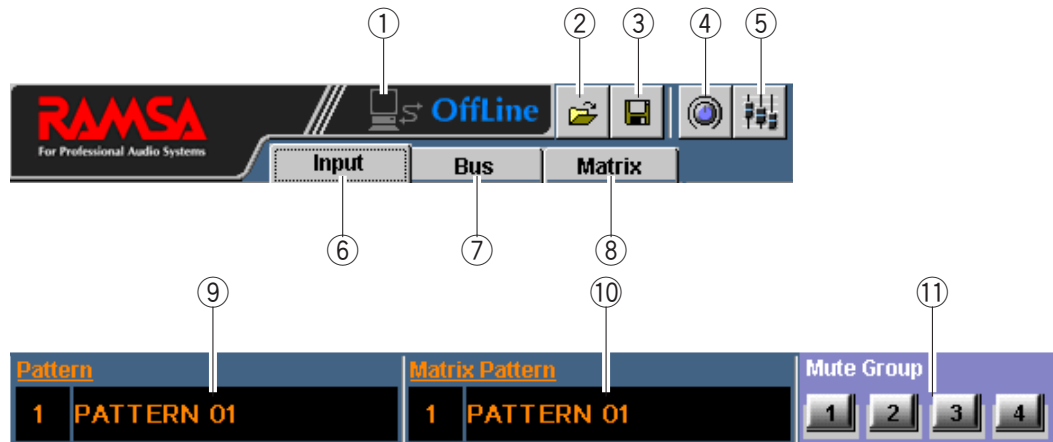 ① ② ③ ④ ⑤
RAMSA
For Professional Audio Systems
OffLine
Input Bus Matrix
⑥ ⑦ ⑧
⑨ ⑩ ⑪
Pattern Matrix Pattern Mute Group
1 PATTERN 01 1 PATTERN 01 1 2 3 4